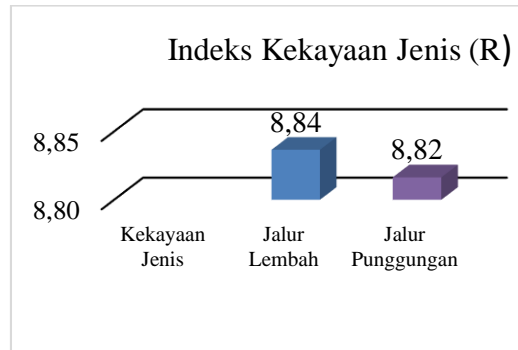 Indeks Kekayaan Jenis (R)
8,85
8,80
8,84
8,82
Kekayaan
Jenis
Jalur
Lembah
Jalur
Punggungan